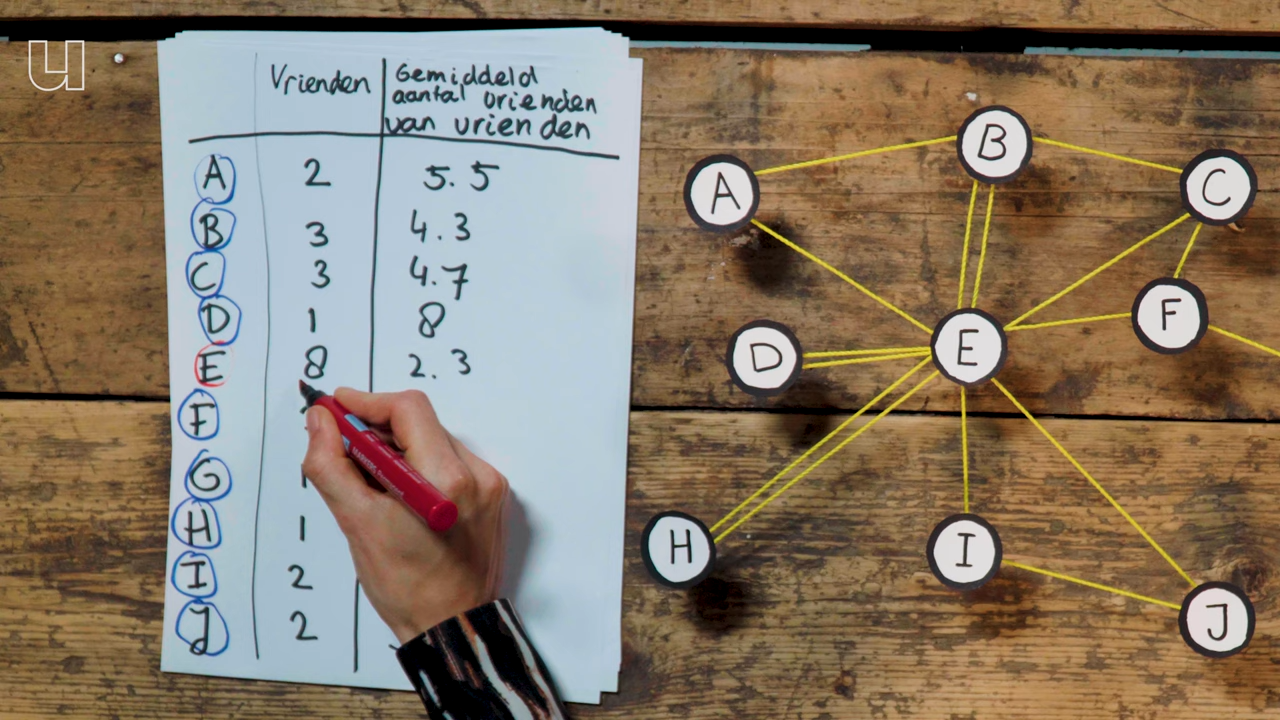 u
Vrienden
Gemiddeld
aantal vrienden
van vrienden
A 2 5.5
B 3 4.3
C 3 4.7
D 1 8
E 8 2.3
F
G
H 1
I 2
J 2
A
B
C
D
E
F
H
I
J
MARKER